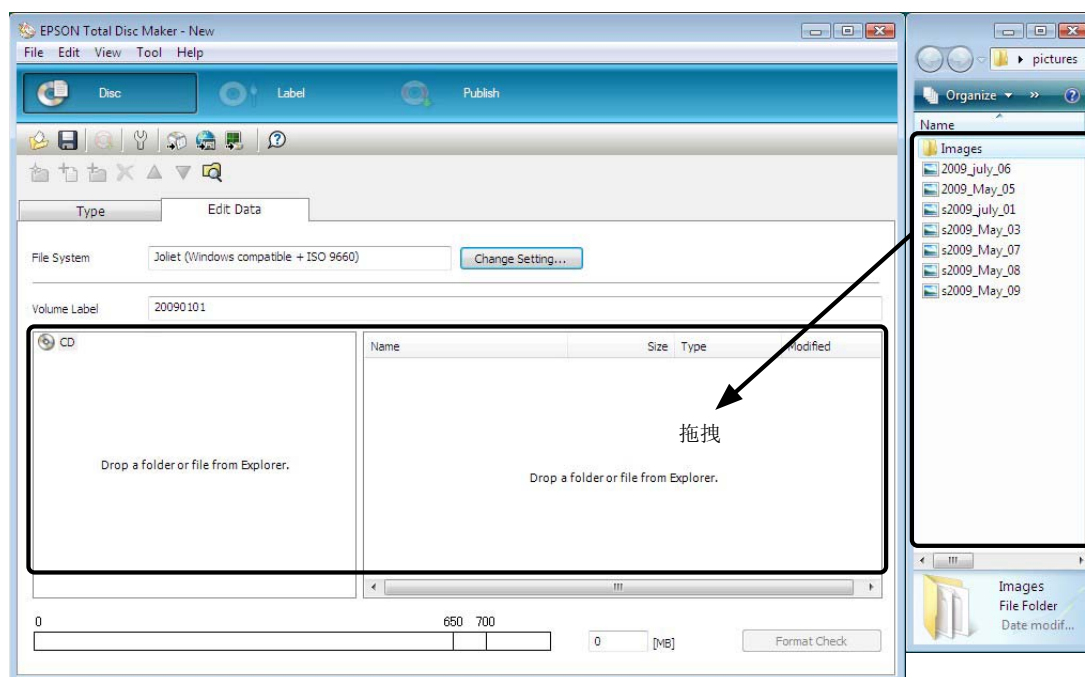 EPSON Total Disc Maker - New
File Edit View Tool Help
Disc
Label
Publish
Type
Edit Data
File System
Joliet (Windows compatible + ISO 9660)
Change Setting...
Volume Label
20090101
CD
Name
Size
Type
Modified
拖拽
Drop a folder or file from Explorer.
Drop a folder or file from Explorer.
0
650
700
0
[MB]
Format Check
pictures
Organize
Name
Images
2009_july_06
2009_May_05
s2009_july_01
s2009_May_03
s2009_May_07
s2009_May_08
s2009_May_09
Images
File Folder
Date modif...